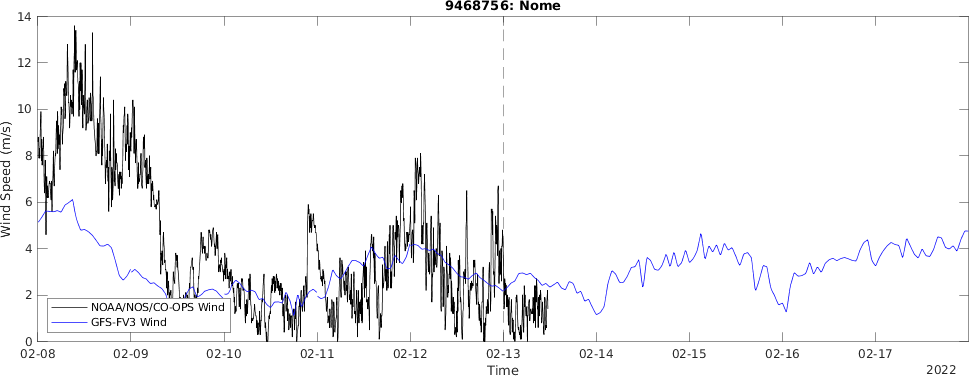 9468756: Nome
14
12
10
8
6
4
2
0
Wind Speed (m/s)
NOAA/NOS/CO-OPS Wind
GFS-FV3 Wind
02-08 02-09 02-10 02-11 02-12 02-13 02-14 02-15 02-16 02-17
Time
2022